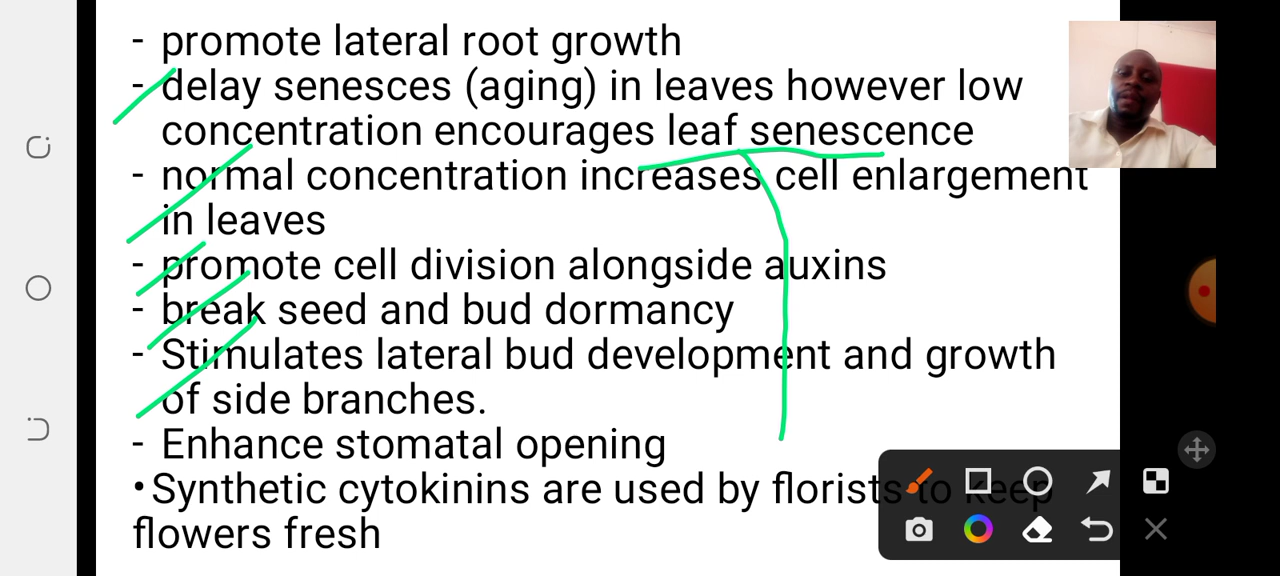 - promote lateral root growth
- delay senesces (aging) in leaves however low
concentration encourages leaf senescence
- normal concentration increases cell enlargement
in leaves
- promote cell division alongside auxins
- break seed and bud dormancy
- Stimulates lateral bud development and growth
of side branches.
- Enhance stomatal opening
•Synthetic cytokinins are used by florists to keep
flowers fresh